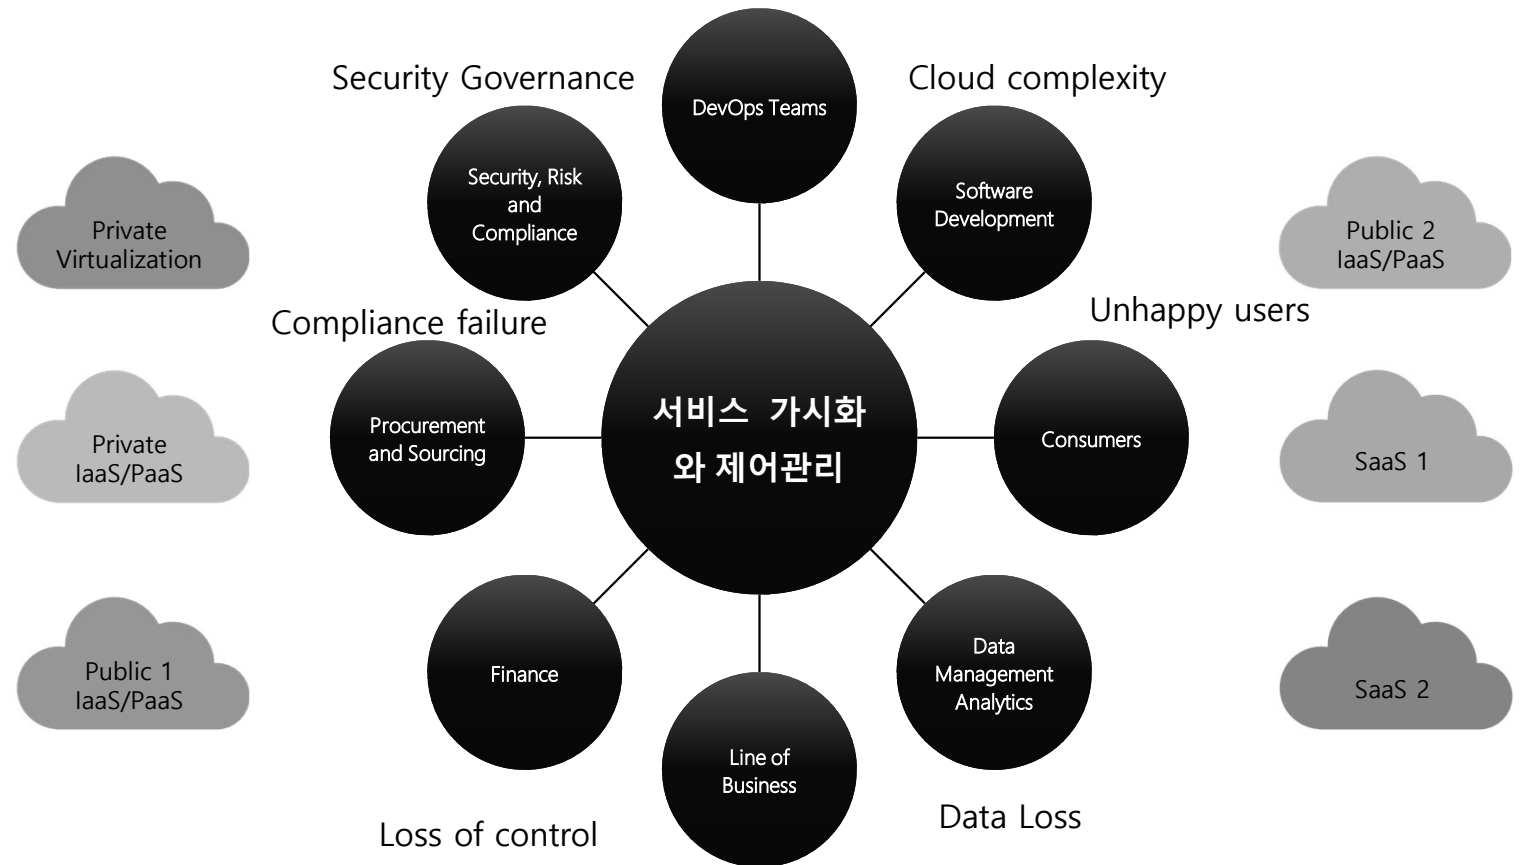 Security Governance
Cloud complexity
DevOps Teams
Security, Risk
and
Compliance
Software
Development
Private
Virtualization
Public 2
IaaS/PaaS
Compliance failure
Unhappy users
서비스 가시화
와 제어관리
Procurement
and Sourcing
Consumers
Private
IaaS/PaaS
SaaS 1
Public 1
IaaS/PaaS
Finance
Data
Management
Analytics
SaaS 2
Line of
Business
Loss of control
Data Loss